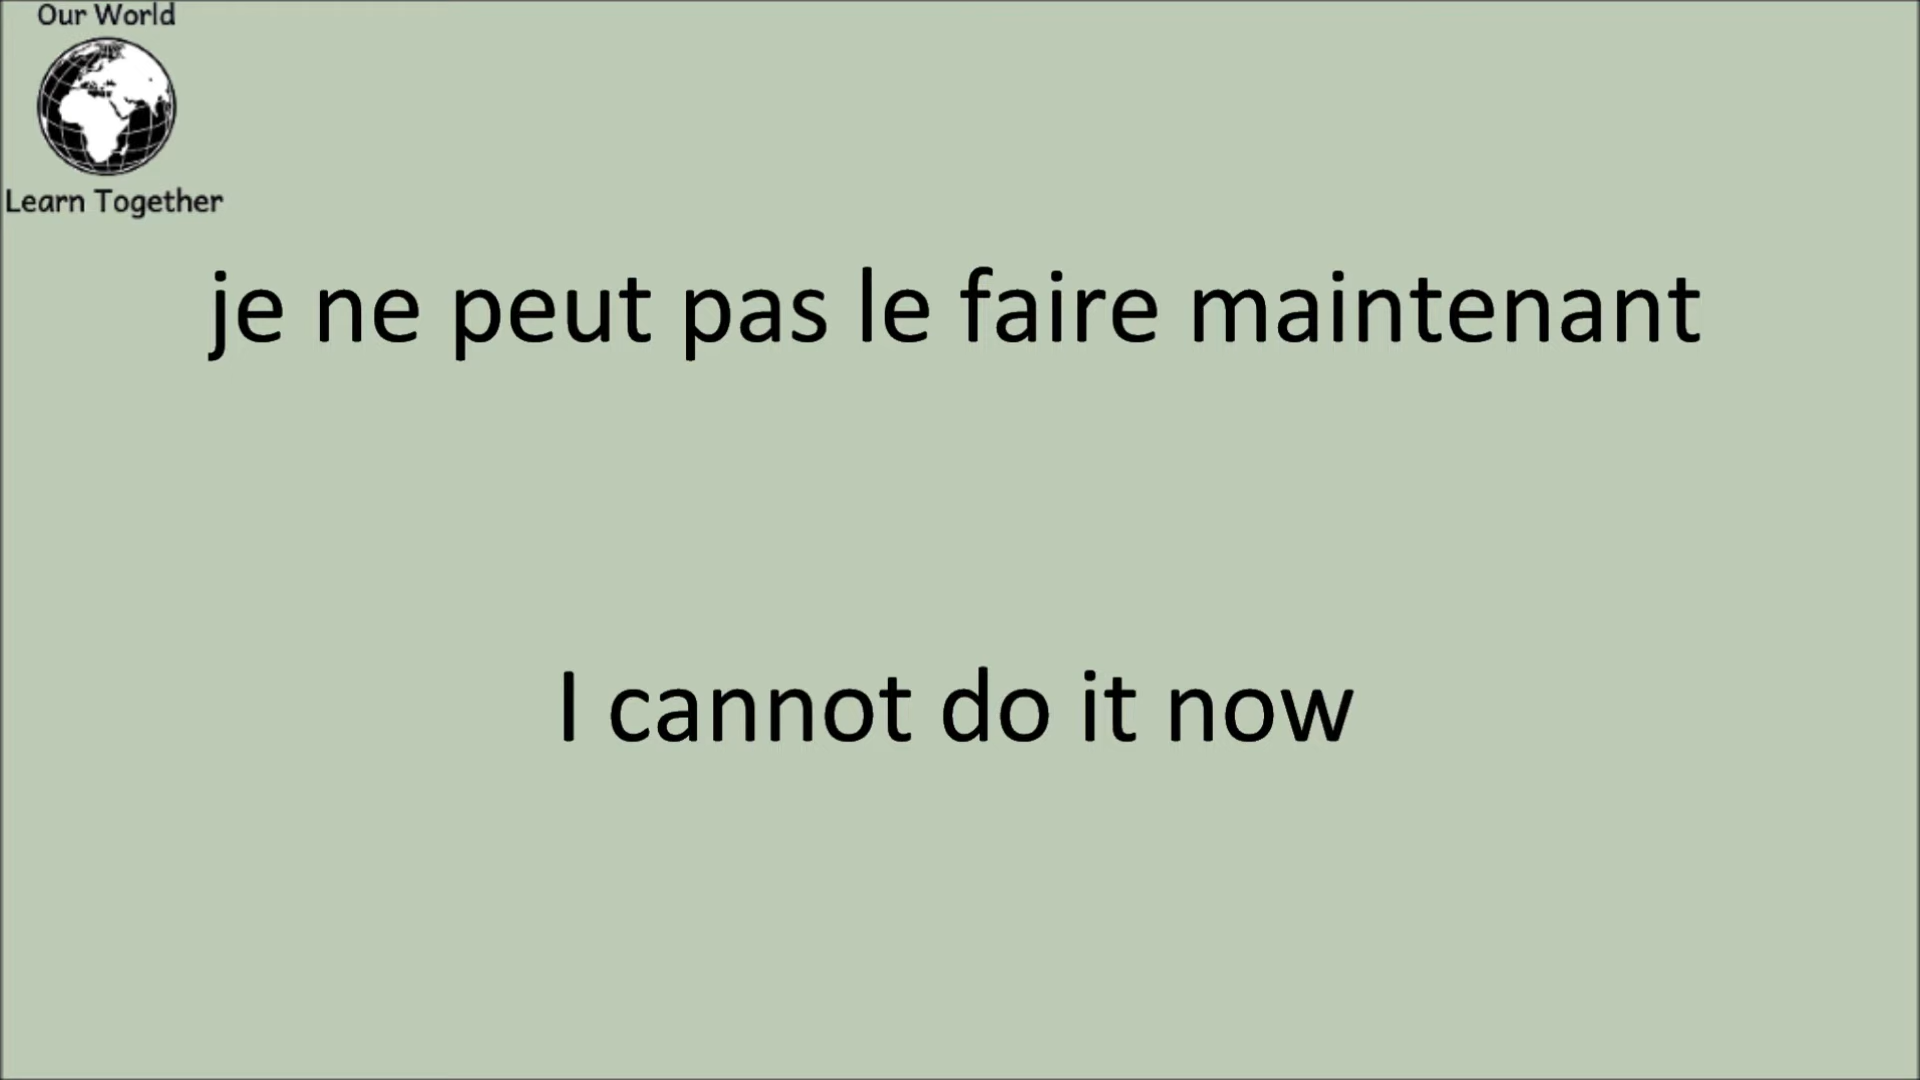 Our World
Learn Together
je ne peut pas le faire maintenant
I cannot do it now